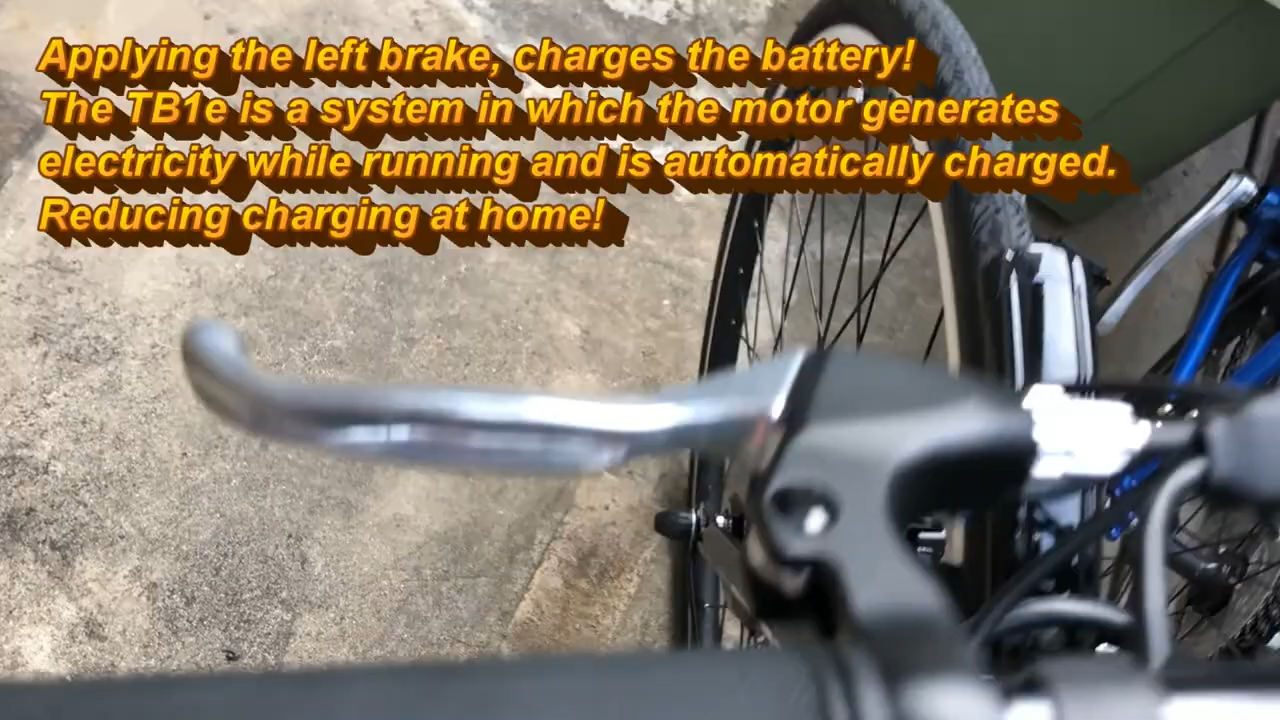 Applying the left brake, charges the battery!
The TB1e is a system in which the motor generates
electricity while running and is automatically charged.
Reducing charging at home!